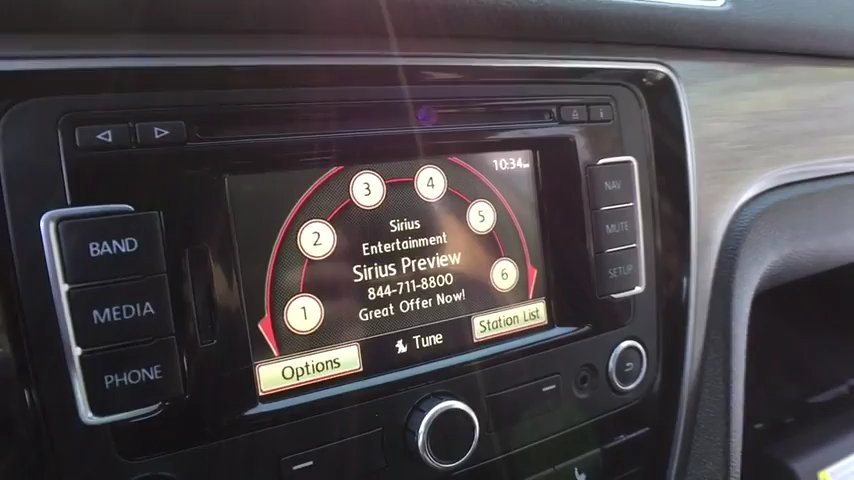 10:34
3
4
2
5
1
6
Sirius
Entertainment
Sirius Preview
844-711-8800
Great Offer Now!
Options
Tune
Station List
BAND
MEDIA
PHONE
NAV
MUTE
SETUP